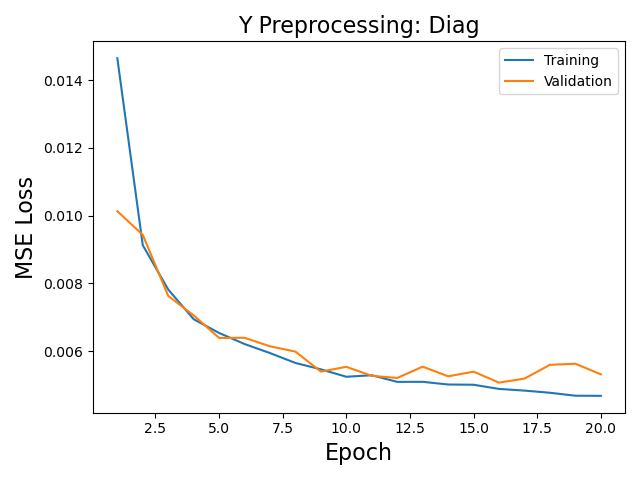 Y Preprocessing: Diag
Training
Validation
0.014
0.012
0.010
0.008
0.006
MSE Loss
2.5 5.0 7.5 10.0 12.5 15.0 17.5 20.0
Epoch